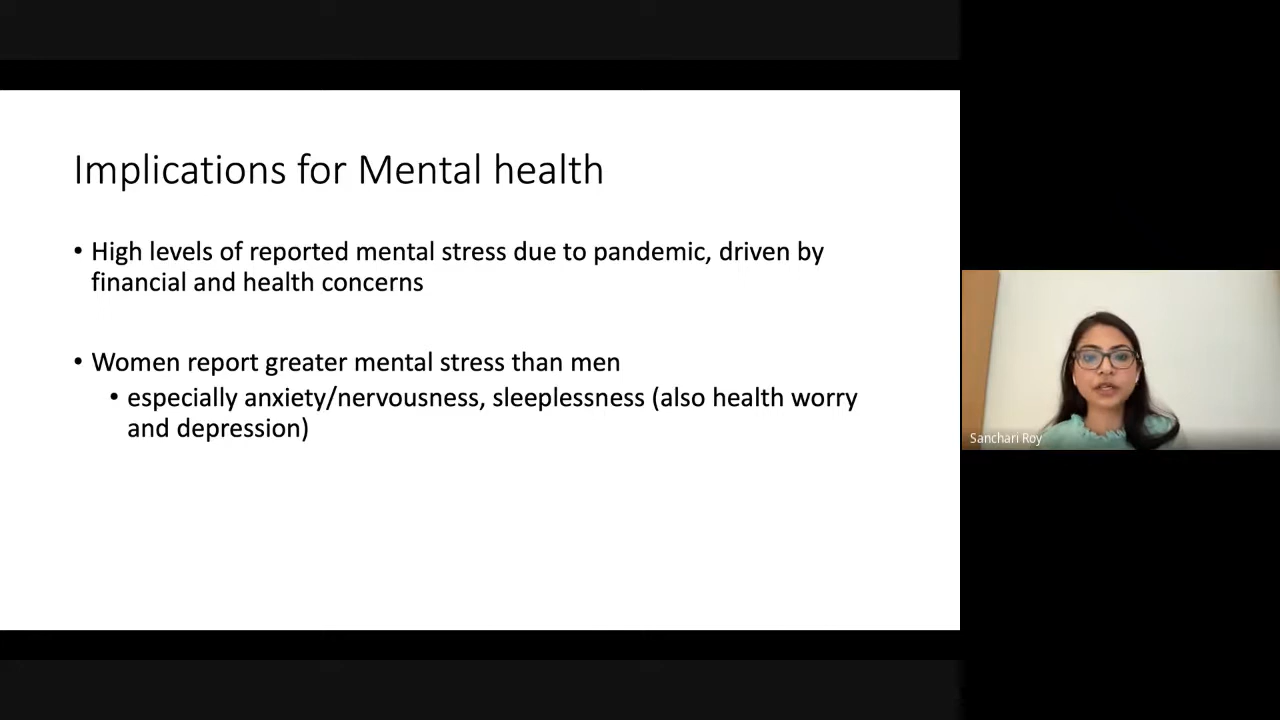 Implications for Mental health
• High levels of reported mental stress due to pandemic, driven by
financial and health concerns
• Women report greater mental stress than men
• especially anxiety/nervousness, sleeplessness (also health worry
and depression)
Sanchari Roy